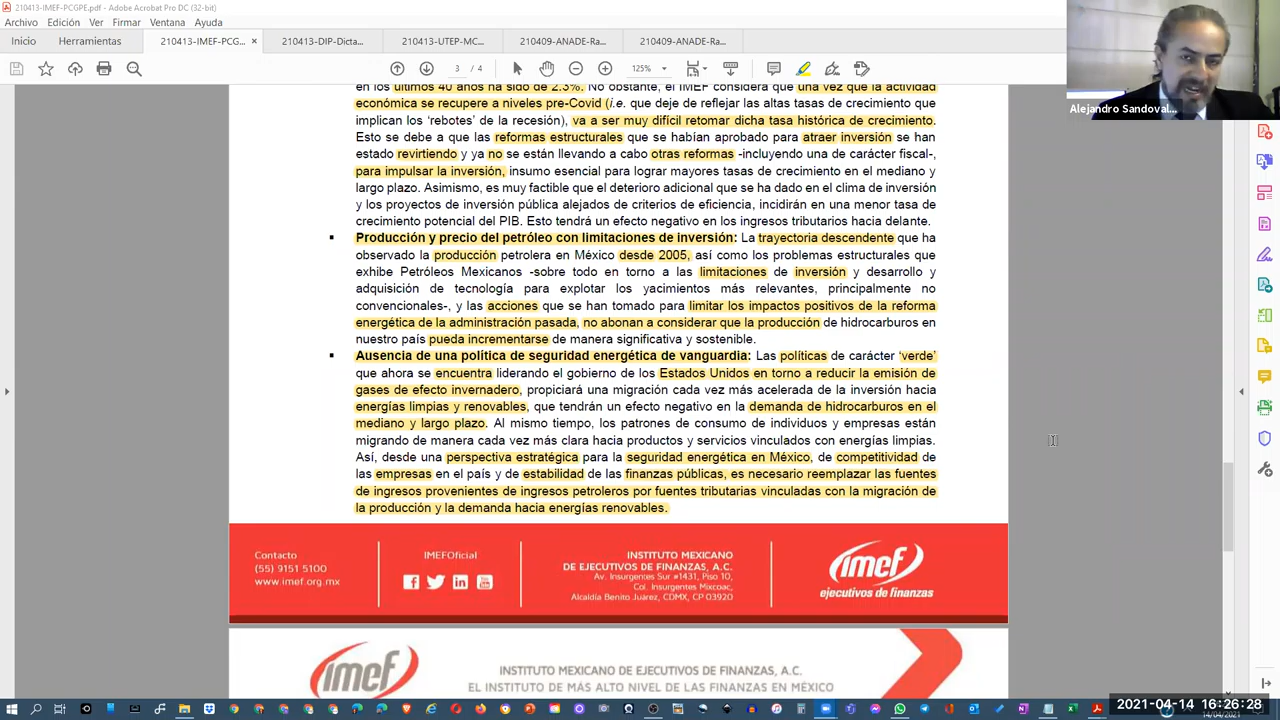 210413-IMEF-PCGPE.pdf - Adobe Acrobat Pro DC (32-bit)
Archivo Edición Ver Firmar Ventana Ayuda
Inicio Herramientas 210413-IMEF-PCG... × 210413-DIP-Dicta... 210413-UTEP-MC... 210409-ANADE-Ra... 210409-ANADE-Ra...
3 / 4 125%
Alejandro Sandoval...
en los últimos 40 años ha sido de 2.3%. No obstante, el IMEF considera que una vez que la actividad
económica se recupere a niveles pre-Covid (i.e. que deje de reflejar las altas tasas de crecimiento que
implican los 'rebotes' de la recesión), va a ser muy difícil retomar dicha tasa histórica de crecimiento.
Esto se debe a que las reformas estructurales que se habían aprobado para atraer inversión se han
estado revirtiendo y ya no se están llevando a cabo otras reformas -incluyendo una de carácter fiscal-,
para impulsar la inversión, insumo esencial para lograr mayores tasas de crecimiento en el mediano y
largo plazo. Asimismo, es muy factible que el deterioro adicional que se ha dado en el clima de inversión
y los proyectos de inversión pública alejados de criterios de eficiencia, incidirán en una menor tasa de
crecimiento potencial del PIB. Esto tendrá un efecto negativo en los ingresos tributarios hacia delante.
▪ Producción y precio del petróleo con limitaciones de inversión: La trayectoria descendente que ha
observado la producción petrolera en México desde 2005, así como los problemas estructurales que
exhibe Petróleos Mexicanos -sobre todo en torno a las limitaciones de inversión y desarrollo y
adquisición de tecnología para explotar los yacimientos más relevantes, principalmente no
convencionales-, y las acciones que se han tomado para limitar los impactos positivos de la reforma
energética de la administración pasada, no abonan a considerar que la producción de hidrocarburos en
nuestro país pueda incrementarse de manera significativa y sostenible.
▪ Ausencia de una política de seguridad energética de vanguardia: Las políticas de carácter 'verde'
que ahora se encuentra liderando el gobierno de los Estados Unidos en torno a reducir la emisión de
gases de efecto invernadero, propiciará una migración cada vez más acelerada de la inversión hacia
energías limpias y renovables, que tendrán un efecto negativo en la demanda de hidrocarburos en el
mediano y largo plazo. Al mismo tiempo, los patrones de consumo de individuos y empresas están
migrando de manera cada vez más clara hacia productos y servicios vinculados con energías limpias.
Así, desde una perspectiva estratégica para la seguridad energética en México, de competitividad de
las empresas en el país y de estabilidad de las finanzas públicas, es necesario reemplazar las fuentes
de ingresos provenientes de ingresos petroleros por fuentes tributarias vinculadas con la migración de
la producción y la demanda hacia energías renovables.
Contacto
(55) 9151 5100
www.imef.org.mx
IMEFOficial
INSTITUTO MEXICANO
DE EJECUTIVOS DE FINANZAS, A.C.
Av. Insurgentes Sur #1431, Piso 10,
Col. Insurgentes Mixcoac,
Alcaldía Benito Juárez, CDMX, CP 03920
imef
ejecutivos de finanzas
imef
INSTITUTO MEXICANO DE EJECUTIVOS DE FINANZAS, A.C.
EL INSTITUTO DE MÁS ALTO NIVEL DE LAS FINANZAS EN MÉXICO
2021-04-14 16:26:28
14/04/2021